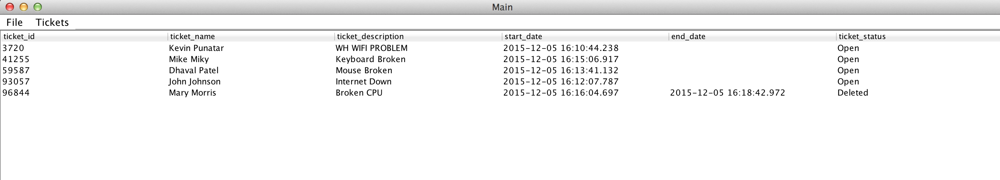 Main
File Tickets
ticket_id ticket_name ticket_description start_date end_date ticket_status
3720 Kevin Punatar WH WIFI PROBLEM 2015-12-05 16:10:44.238 Open
41255 Mike Miky Keyboard Broken 2015-12-05 16:15:06.917 Open
59587 Dhaval Patel Mouse Broken 2015-12-05 16:13:41.132 Open
93057 John Johnson Internet Down 2015-12-05 16:12:07.787 Open
96844 Mary Morris Broken CPU 2015-12-05 16:16:04.697 2015-12-05 16:18:42.972 Deleted